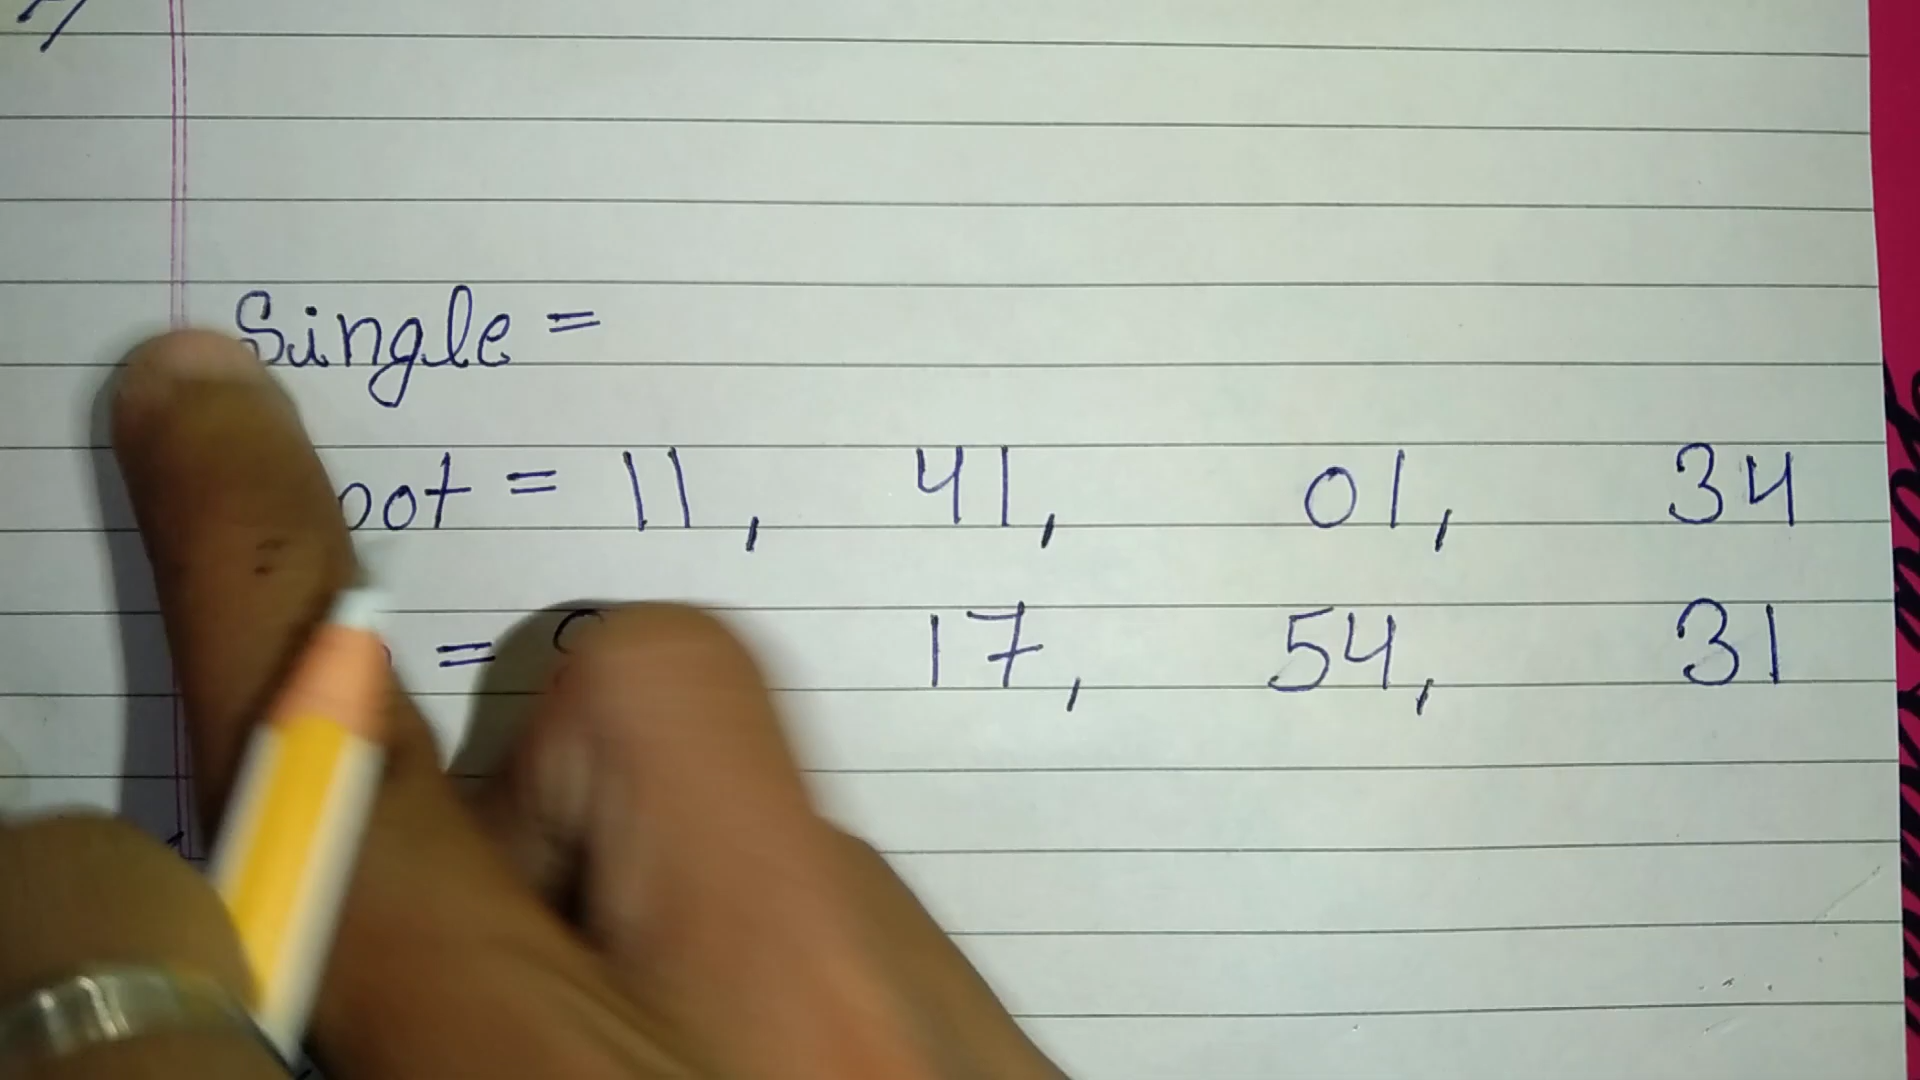 Single =
oot = 11, 41, 01, 34
= 17, 54, 31